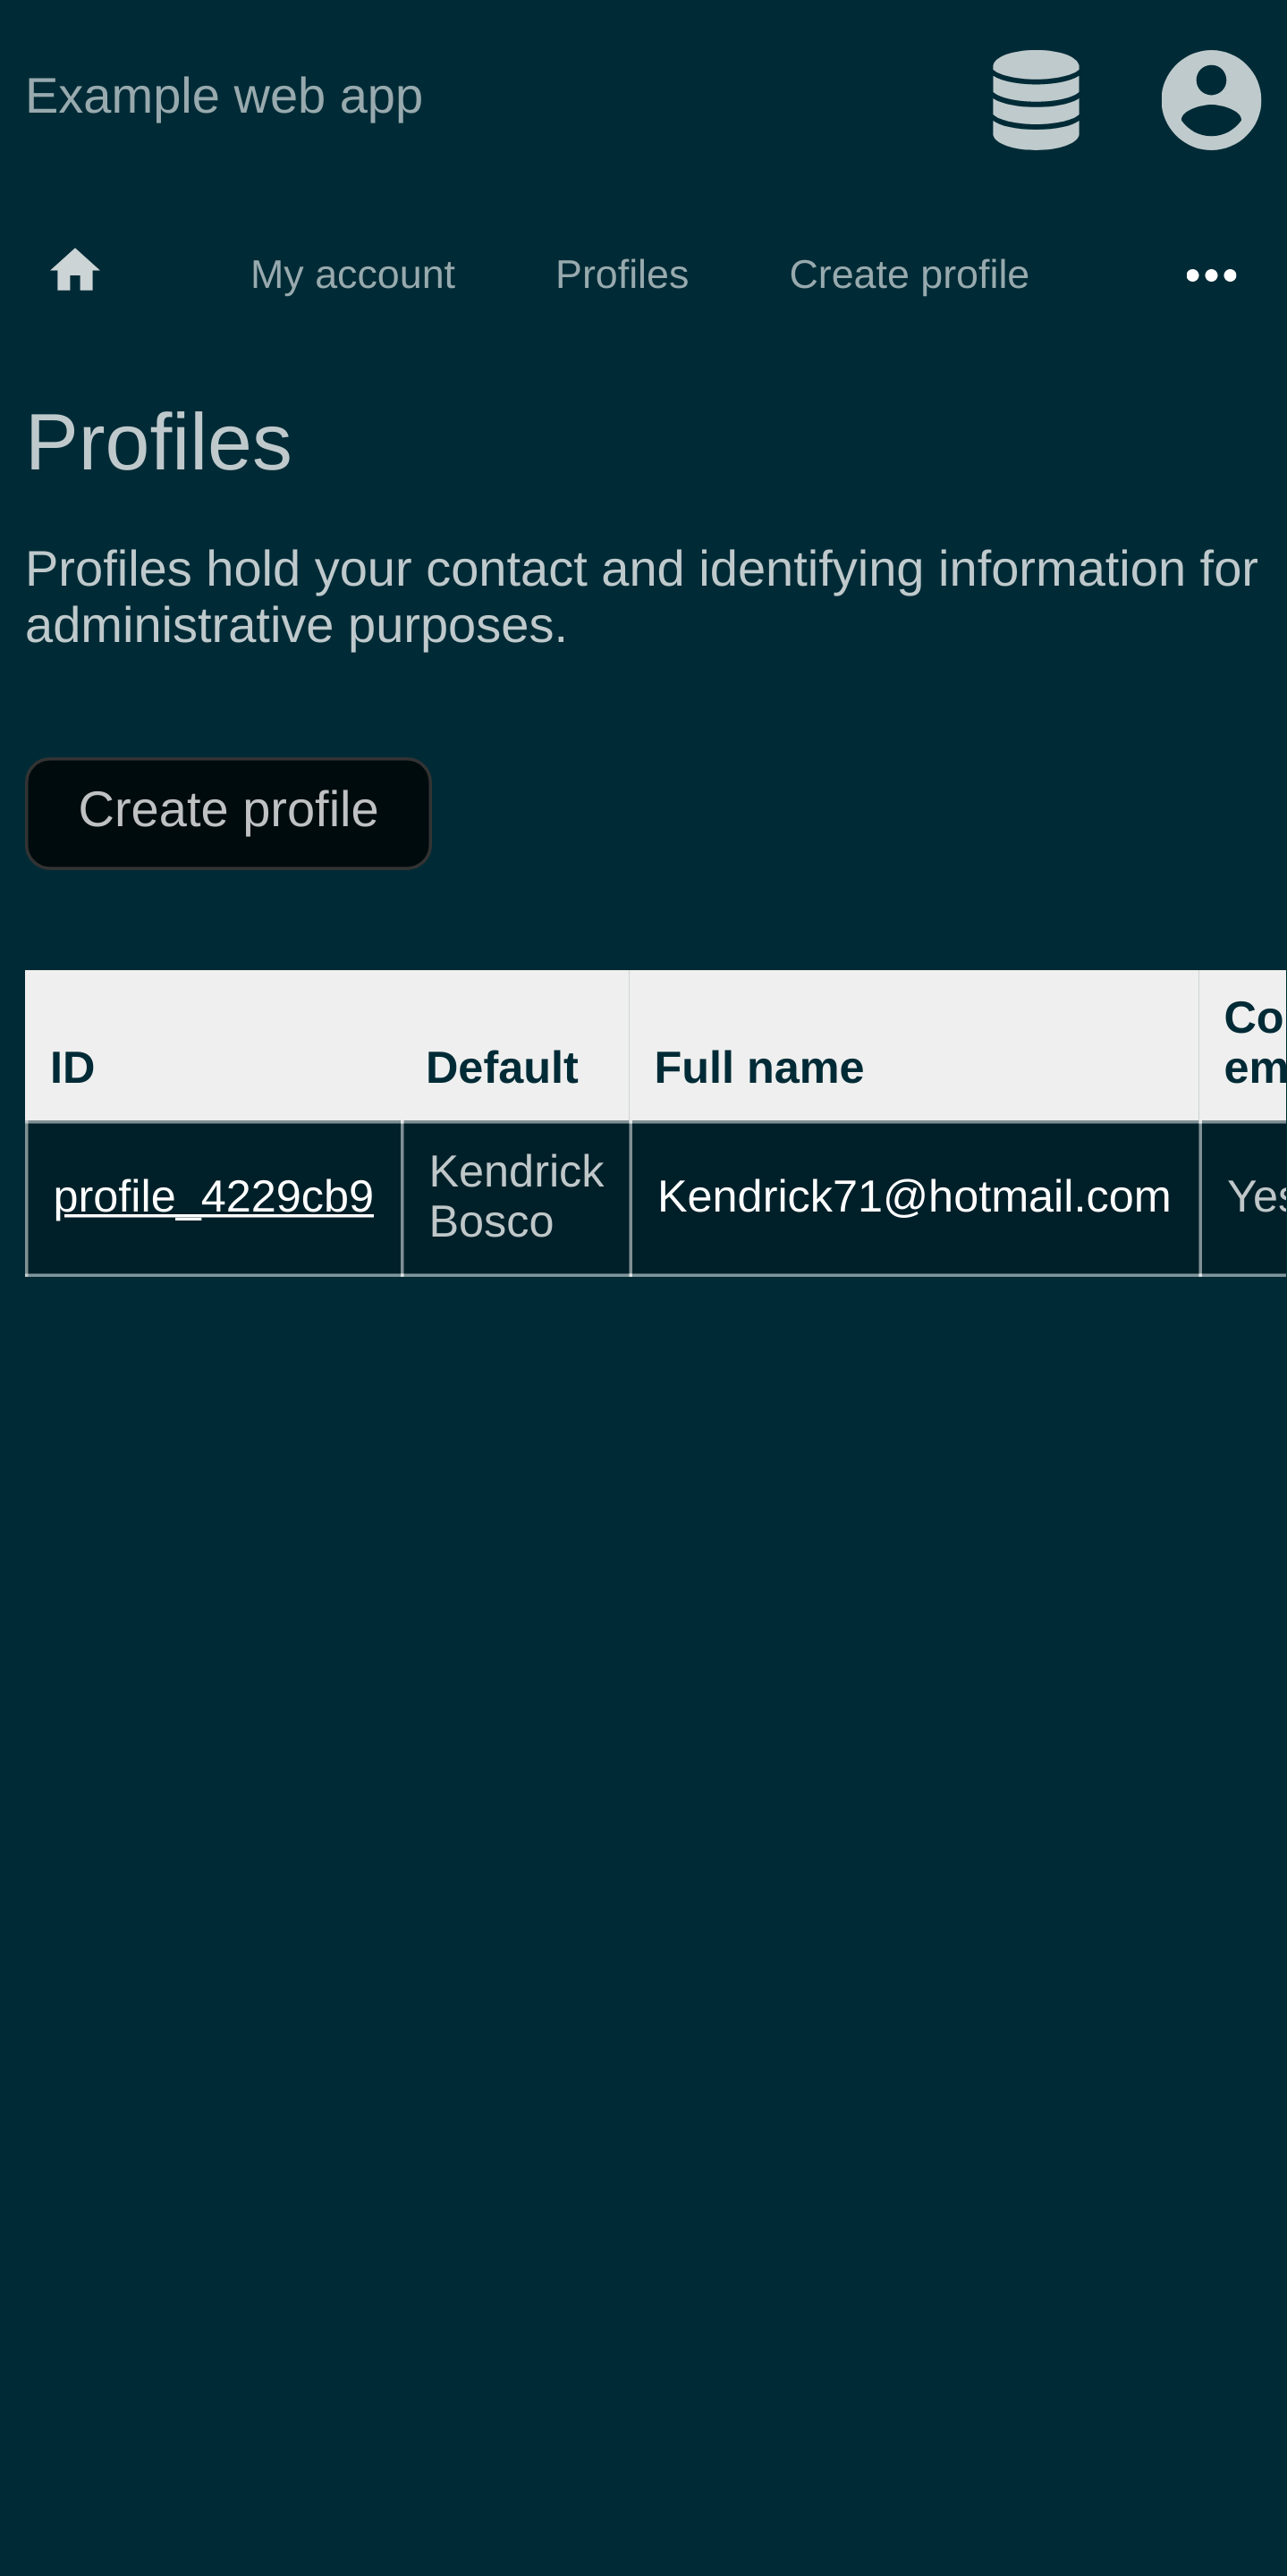 Example web app
My account Profiles Create profile
Profiles
Profiles hold your contact and identifying information for
administrative purposes.
Create profile
ID Default Full name Co
em
profile_4229cb9 Kendrick
Bosco Kendrick71@hotmail.com Yes